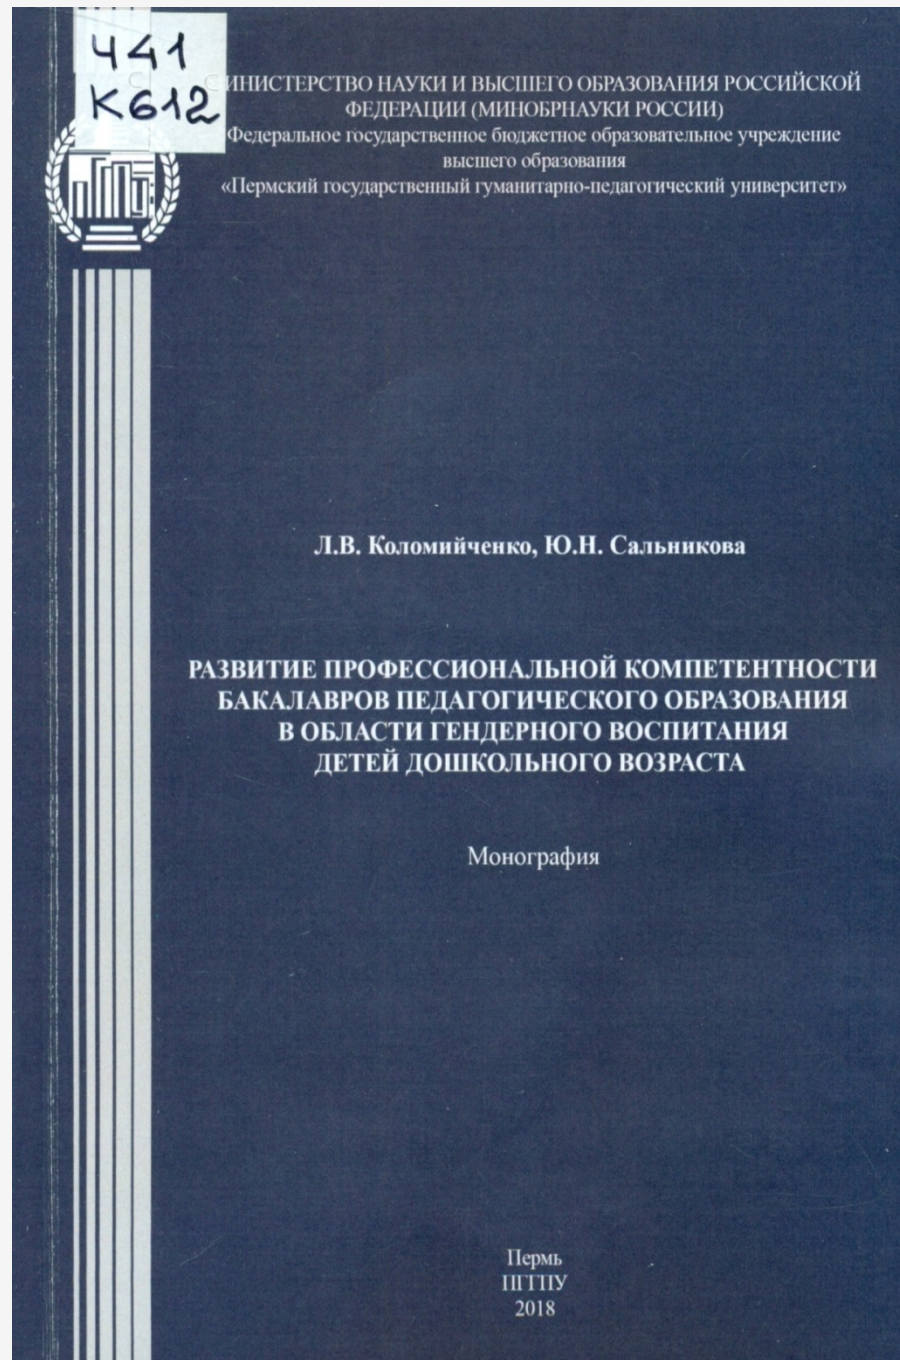 Ч41
К612
МИНИСТЕРСТВО НАУКИ И ВЫСШЕГО ОБРАЗОВАНИЯ РОССИЙСКОЙ
ФЕДЕРАЦИИ (МИНОБРНАУКИ РОССИИ)
Федеральное государственное бюджетное образовательное учреждение
высшего образования
«Пермский государственный гуманитарно-педагогический университет»
ПГГПУ
Л.В. Коломийченко, Ю.Н. Сальникова
РАЗВИТИЕ ПРОФЕССИОНАЛЬНОЙ КОМПЕТЕНТНОСТИ
БАКАЛАВРОВ ПЕДАГОГИЧЕСКОГО ОБРАЗОВАНИЯ
В ОБЛАСТИ ГЕНДЕРНОГО ВОСПИТАНИЯ
ДЕТЕЙ ДОШКОЛЬНОГО ВОЗРАСТА
Монография
Пермь
ПГГПУ
2018